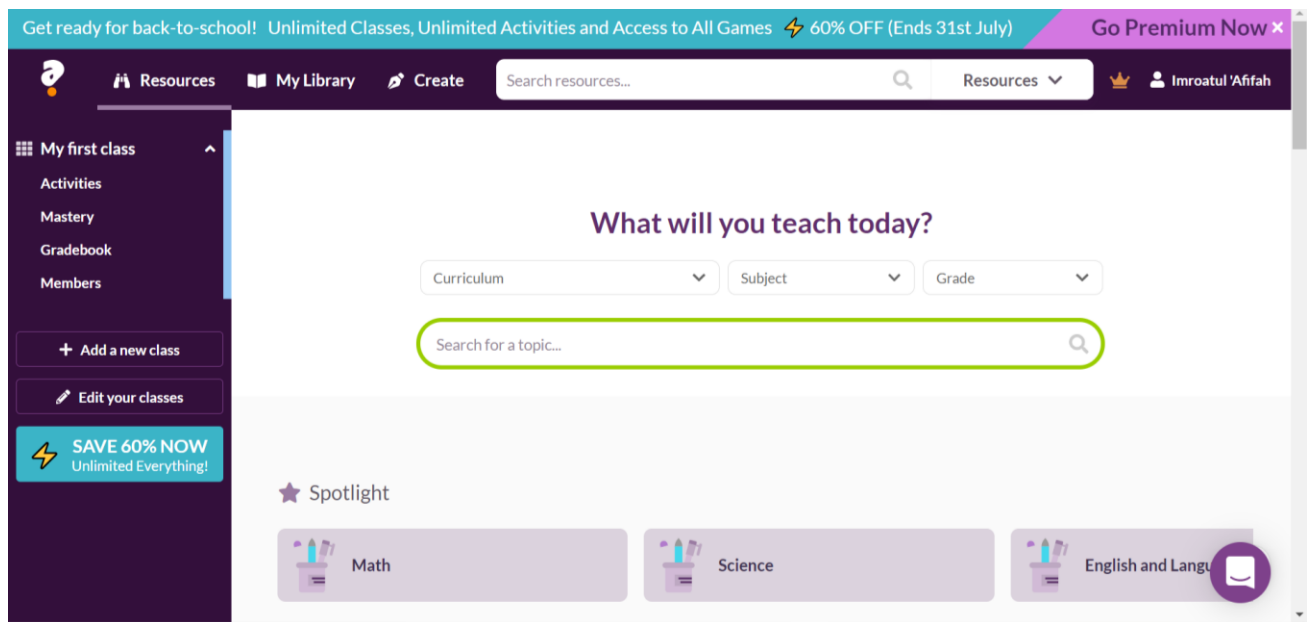 Get ready for back-to-school! Unlimited Classes, Unlimited Activities and Access to All Games 60% OFF (Ends 31st July) Go Premium Now ×
Resources My Library Create Search resources... Resources Imroatul 'Afifah
My first class
Activities
Mastery
Gradebook
Members
+ Add a new class
Edit your classes
SAVE 60% NOW
Unlimited Everything!
What will you teach today?
Curriculum Subject Grade
Search for a topic...
Spotlight
Math Science English and Langu